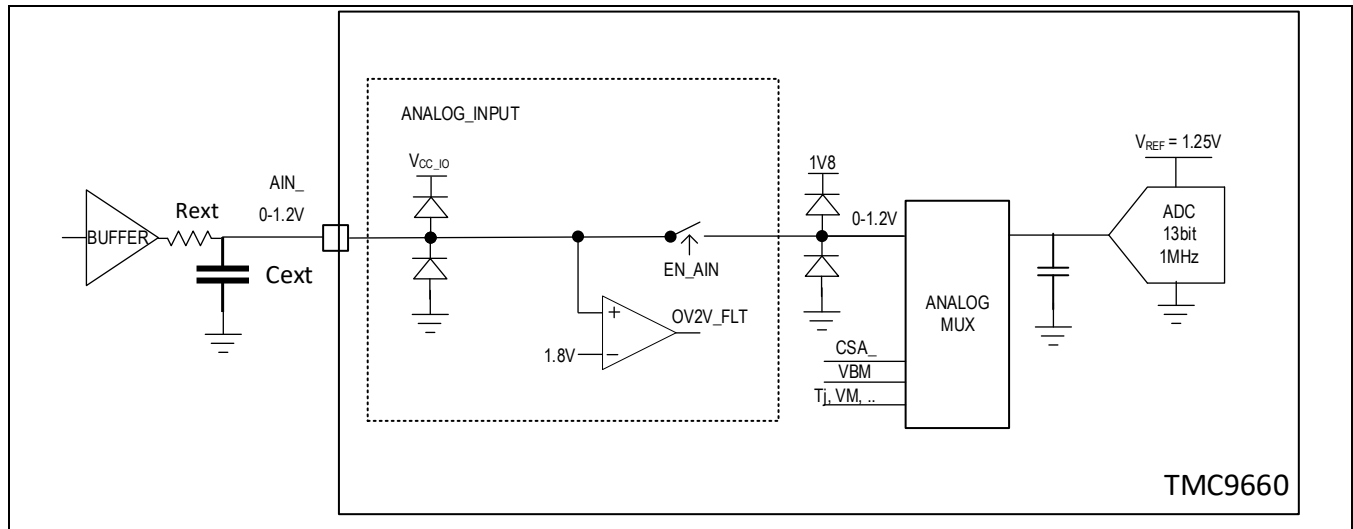 ANALOG_INPUT
VCC_IO
AIN_
0-1.2V
BUFFER
Rext
Cext
EN_AIN
OV2V_FLT
1.8V
+
−
1V8
0-1.2V
ANALOG
MUX
CSA_
VBM
Tj, VM, ..
VREF = 1.25V
ADC
13bit
1MHz
TMC9660